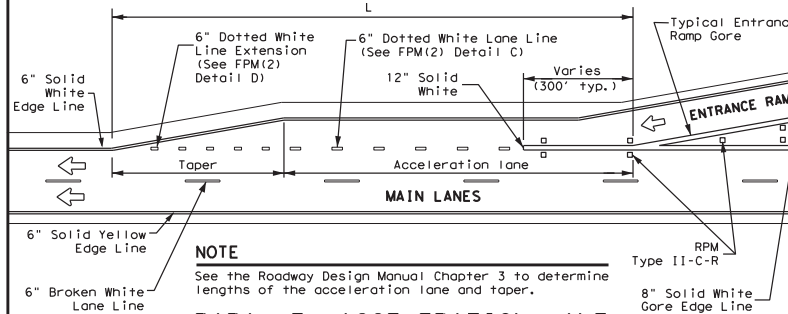 L
6" Dotted White
Line Extension
(See FPM(2)
Detail D)
6" Dotted White Lane Line
(See FPM(2) Detail C)
Typical Entranc
Ramp Gore
6" Solid
White
Edge Line
12" Solid
White
Varies
(300' typ.)
ENTRANCE RAM
Taper
Acceleration lane
MAIN LANES
6" Solid Yellow
Edge Line
6" Broken White
Lane Line
NOTE
See the Roadway Design Manual Chapter 3 to determine
lengths of the acceleration lane and taper.
RPM
Type II-C-R
8" Solid White
Gore Edge Line